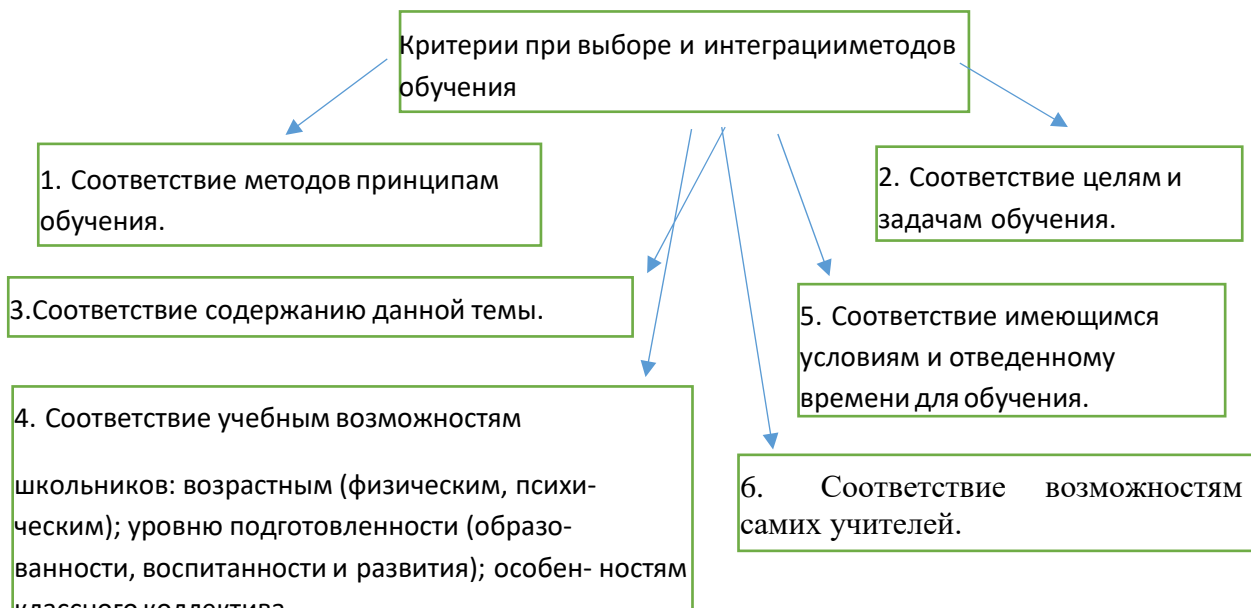 Критерии при выборе и интеграцииметодов
обучения
1. Соответствие методов принципам
обучения.
2. Соответствие целям и
задачам обучения.
3.Соответствие содержанию данной темы.
5. Соответствие имеющимся
условиям и отведенному
времени для обучения.
4. Соответствие учебным возможностям
школьников: возрастным (физическим, психи-
ческим); уровню подготовленности (образо-
ванности, воспитанности и развития); особен- ностям
классного коллектива
6. Соответствие возможностям
самих учителей.